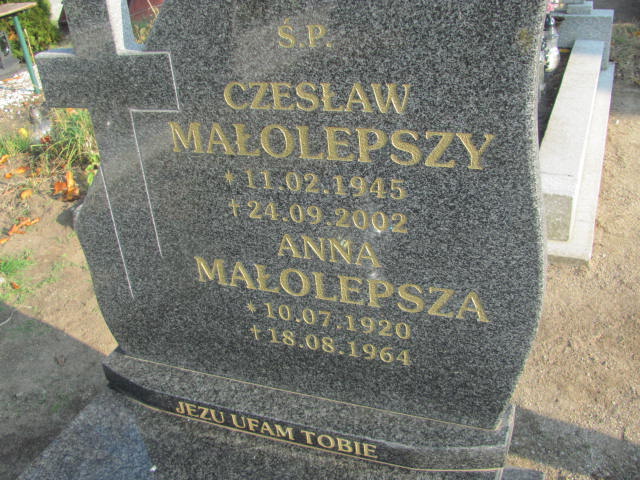 Ś.P.
CZESŁAW
MAŁOLEPSZY
*11.02.1945
†24.09.2002
ANNA
MAŁOLEPSZA
*10.07.1920
†18.08.1964
JEZU UFAM TOBIE